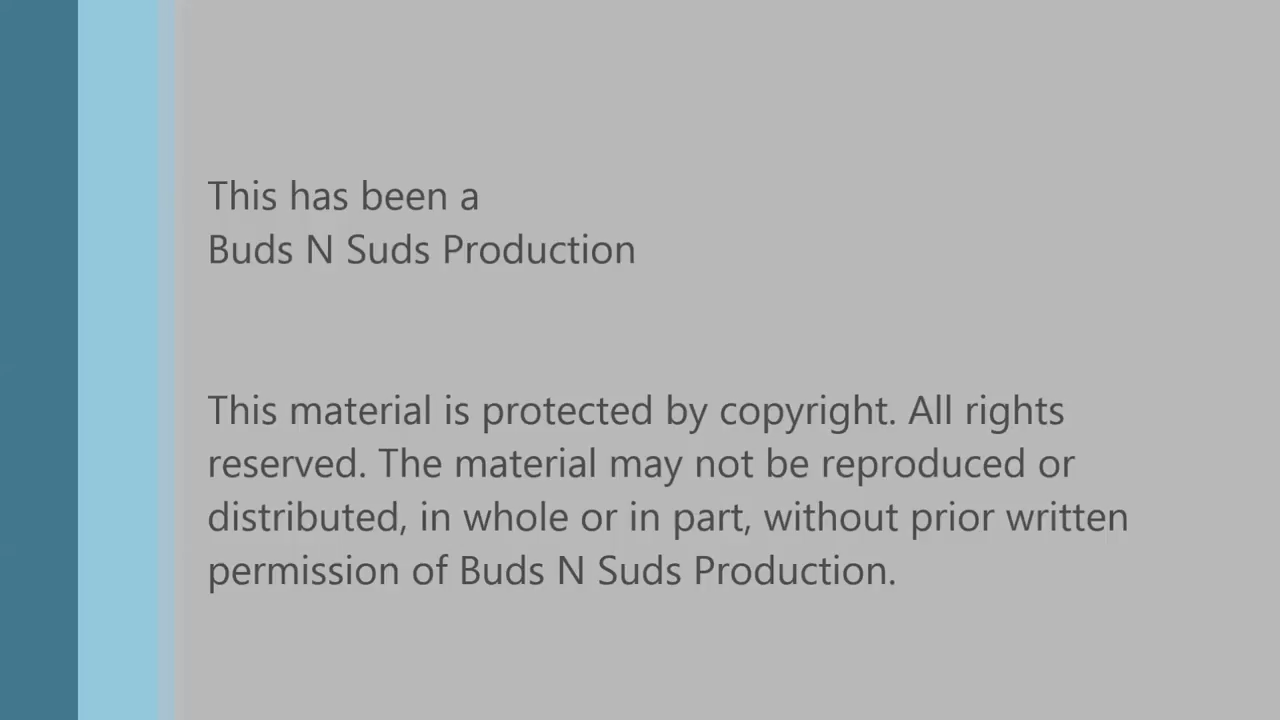 This has been a
Buds N Suds Production
This material is protected by copyright. All rights
reserved. The material may not be reproduced or
distributed, in whole or in part, without prior written
permission of Buds N Suds Production.